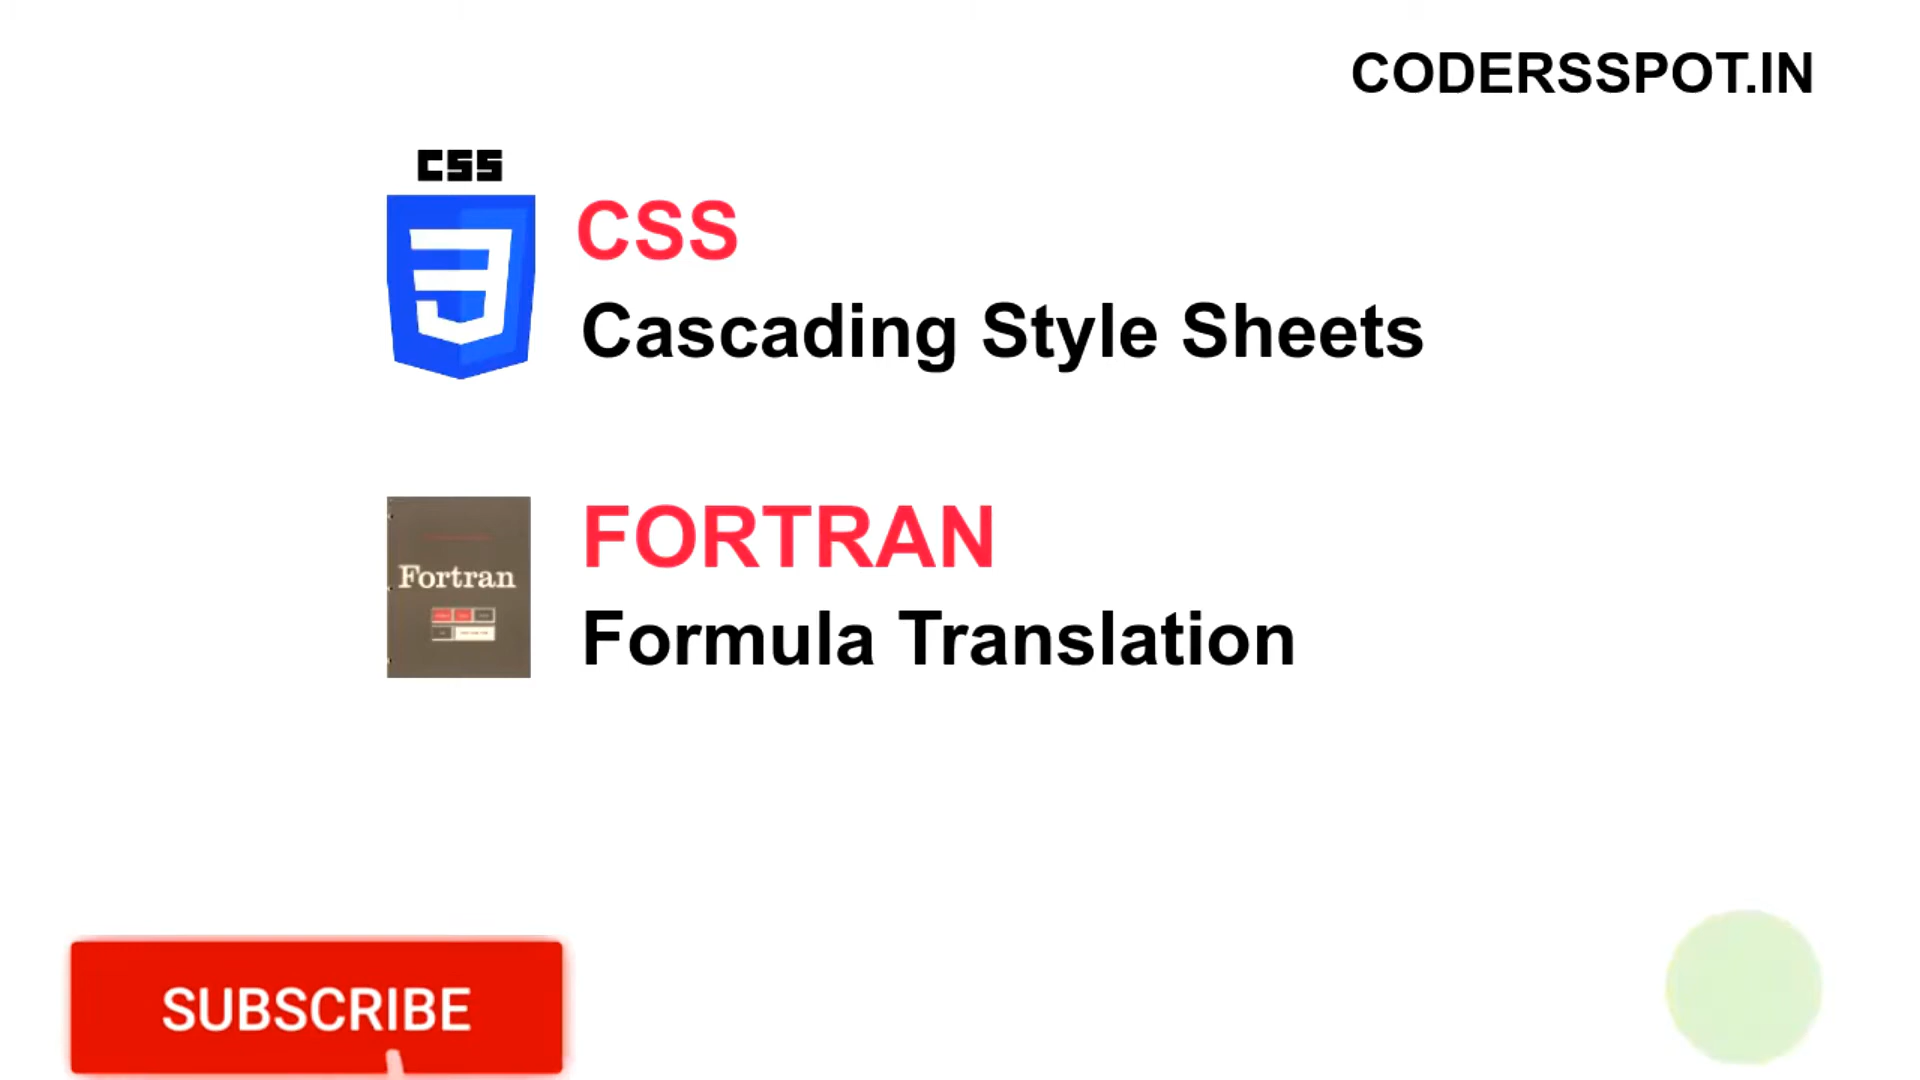 CODERSSPOT.IN
CSS
CSS
Cascading Style Sheets
FORTRAN
Fortran
Formula Translation
SUBSCRIBE